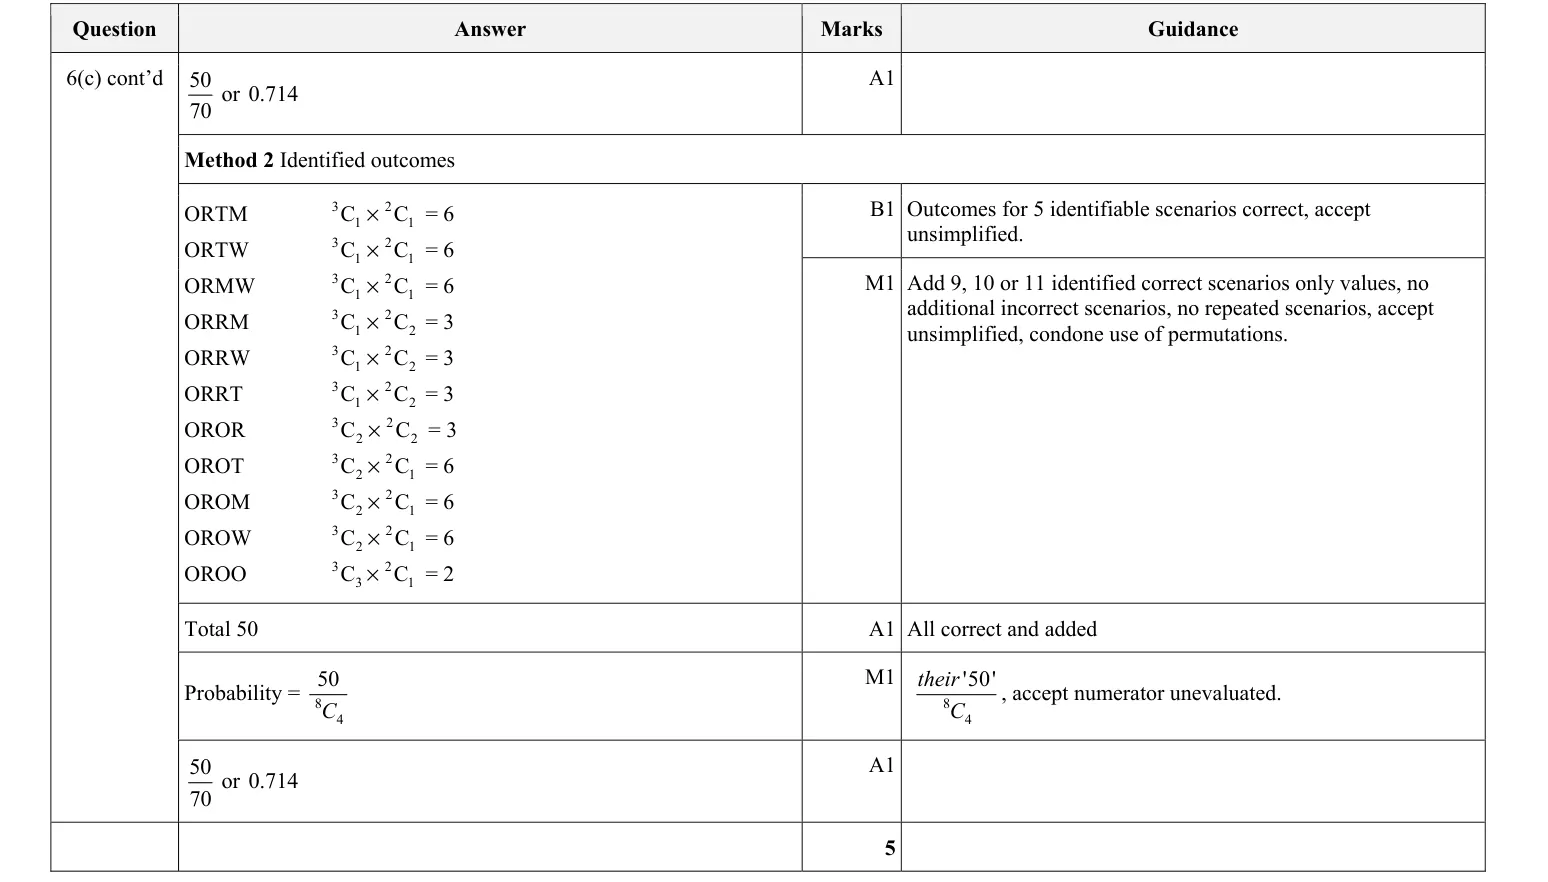 Question Answer Marks Guidance
6(c) cont’d 50/70 or 0.714 A1
Method 2 Identified outcomes
ORTM ³C₁ × ²C₁ = 6 B1 Outcomes for 5 identifiable scenarios correct, accept
unsimplified.
ORTW ³C₁ × ²C₁ = 6
ORMW ³C₁ × ²C₁ = 6 M1 Add 9, 10 or 11 identified correct scenarios only values, no
additional incorrect scenarios, no repeated scenarios, accept
unsimplified, condone use of permutations.
ORRM ³C₁ × ²C₂ = 3
ORRW ³C₁ × ²C₂ = 3
ORRT ³C₁ × ²C₂ = 3
OROR ³C₂ × ²C₂ = 3
OROT ³C₂ × ²C₁ = 6
OROM ³C₂ × ²C₁ = 6
OROW ³C₂ × ²C₁ = 6
OROO ³C₃ × ²C₁ = 2
Total 50 A1 All correct and added
Probability = 50/⁸C₄ M1 their '50'/⁸C₄, accept numerator unevaluated.
50/70 or 0.714 A1
5